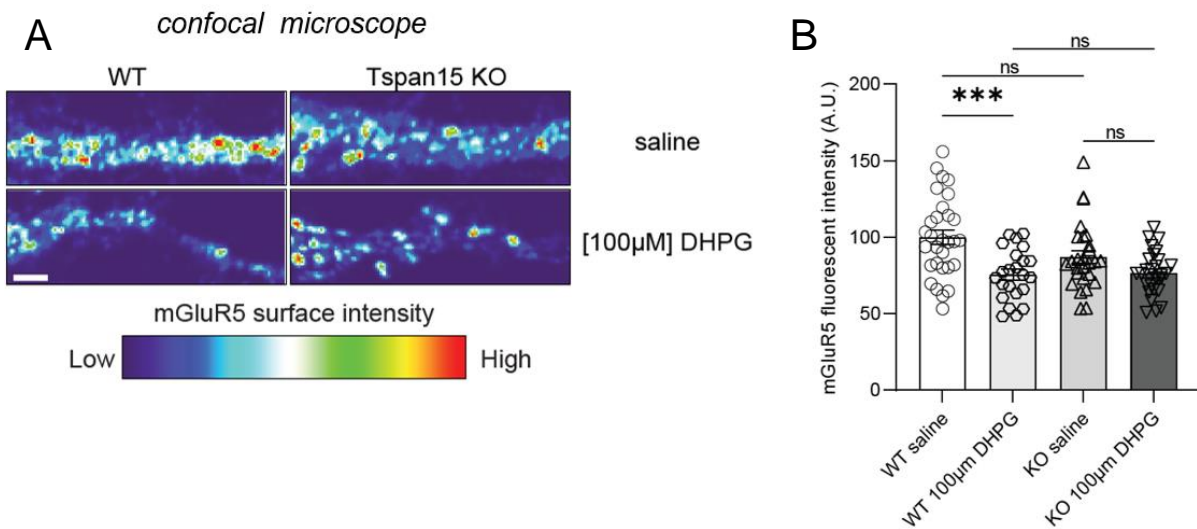 A
confocal microscope
WT
Tspan15 KO
saline
[100µM] DHPG
mGluR5 surface intensity
Low
High
B
ns
ns
***
ns
mGluR5 fluorescent intensity (A.U.)
200
150
100
50
0
WT saline
WT 100µm DHPG
KO saline
KO 100µm DHPG